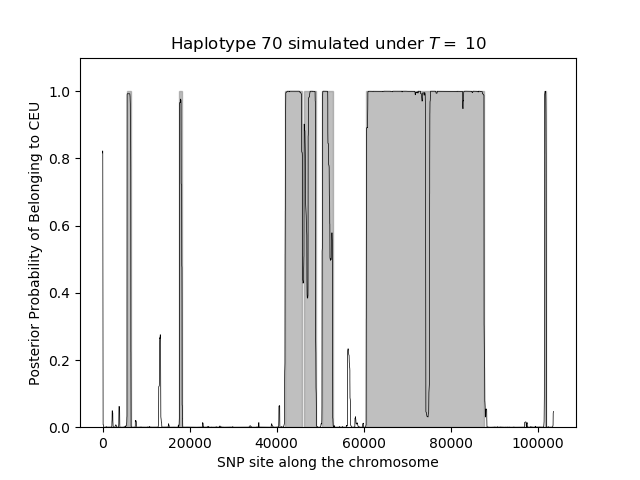 Haplotype 70 simulated under T = 10
Posterior Probability of Belonging to CEU
1.0
0.8
0.6
0.4
0.2
0.0
0 20000 40000 60000 80000 100000
SNP site along the chromosome